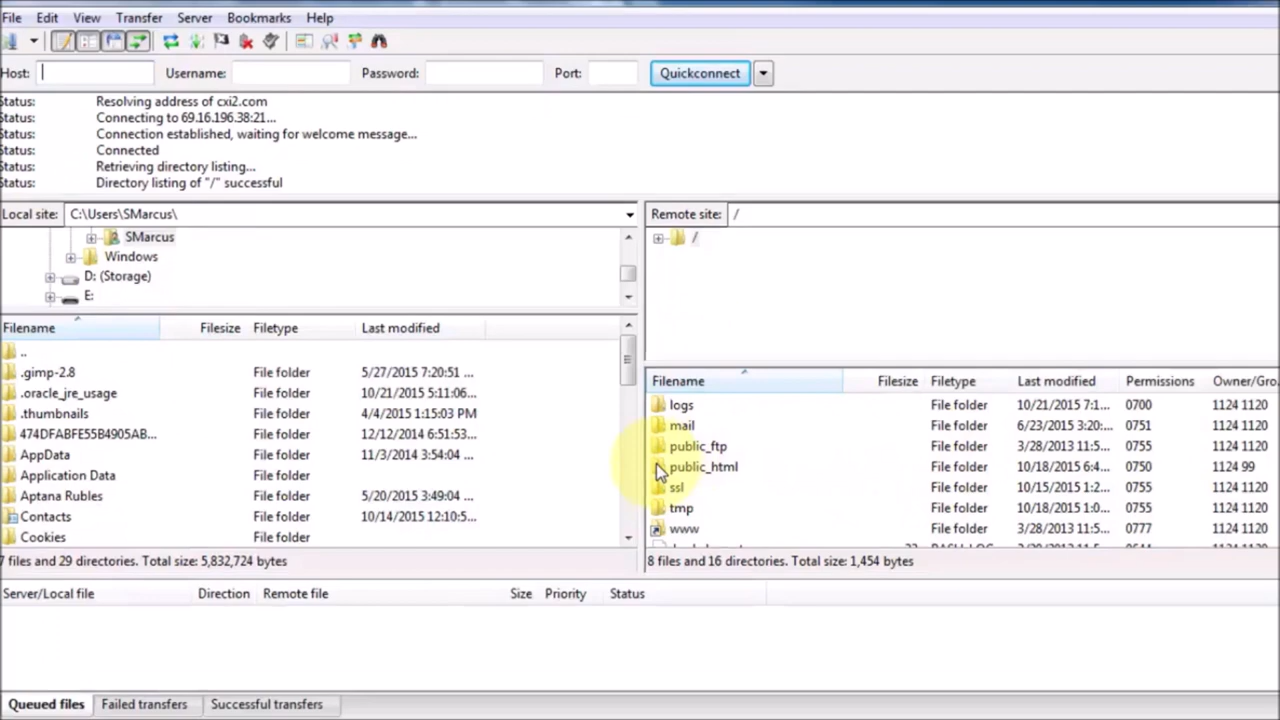 File Edit View Transfer Server Bookmarks Help
Host: Username: Password: Port: Quickconnect
Status: Resolving address of cxi2.com
Status: Connecting to 69.16.196.38:21...
Status: Connection established, waiting for welcome message...
Status: Connected
Status: Retrieving directory listing...
Status: Directory listing of "/" successful
Local site: C:\Users\SMarcus\
SMarcus
Windows
D: (Storage)
E:
Filename Filesize Filetype Last modified
..
.gimp-2.8 File folder 5/27/2015 7:20:51 ...
.oracle_jre_usage File folder 10/21/2015 5:11:06...
.thumbnails File folder 4/4/2015 1:15:03 PM
474DFABFE55B4905AB... File folder 12/12/2014 6:51:53...
AppData File folder 11/3/2014 3:54:04 ...
Application Data File folder
Aptana Rubles File folder 5/20/2015 3:49:04 ...
Contacts File folder 10/14/2015 12:10:5...
Cookies File folder
7 files and 29 directories. Total size: 5,832,724 bytes
Remote site: /
/
Filename Filesize Filetype Last modified Permissions Owner/Gro...
logs File folder 10/21/2015 7:1... 0700 1124 1120
mail File folder 6/23/2015 3:20:... 0751 1124 1120
public_ftp File folder 3/28/2013 11:5... 0755 1124 1120
public_html File folder 10/18/2015 6:4... 0750 1124 99
ssl File folder 10/15/2015 1:2... 0755 1124 1120
tmp File folder 10/18/2015 1:0... 0755 1124 1120
www File folder 3/28/2013 11:5... 0777 1124 1120
8 files and 16 directories. Total size: 1,454 bytes
Server/Local file Direction Remote file Size Priority Status
Queued files Failed transfers Successful transfers